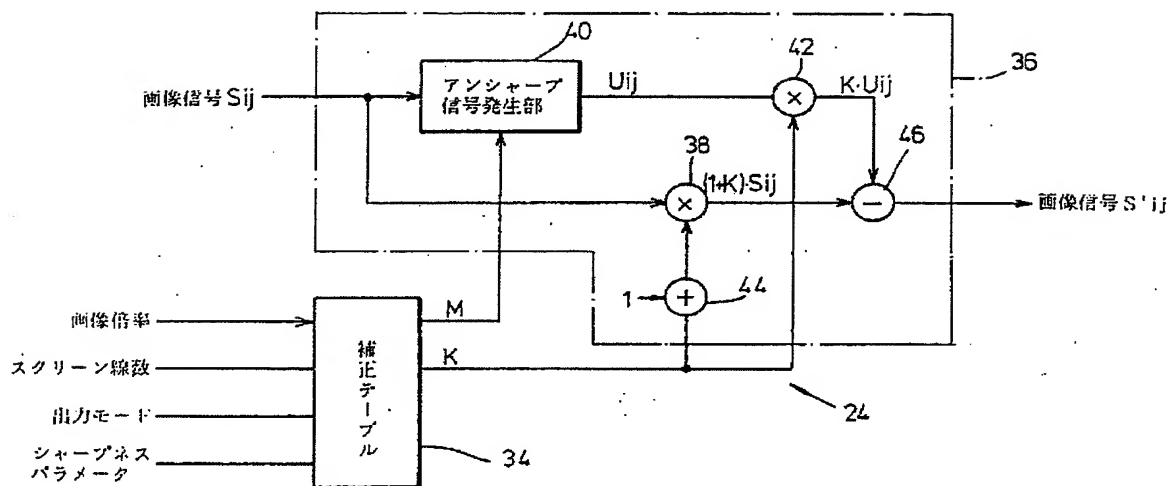 40
42
36
画像信号 Sij
アンシャープ
信号発生部
Uij
×
K·Uij
38
46
×
(1+K)·Sij
−
画像信号 S'ij
1
+
44
画像倍率
M
スクリーン線数
補正テーブル
K
24
出力モード
シャープネス
パラメータ
34